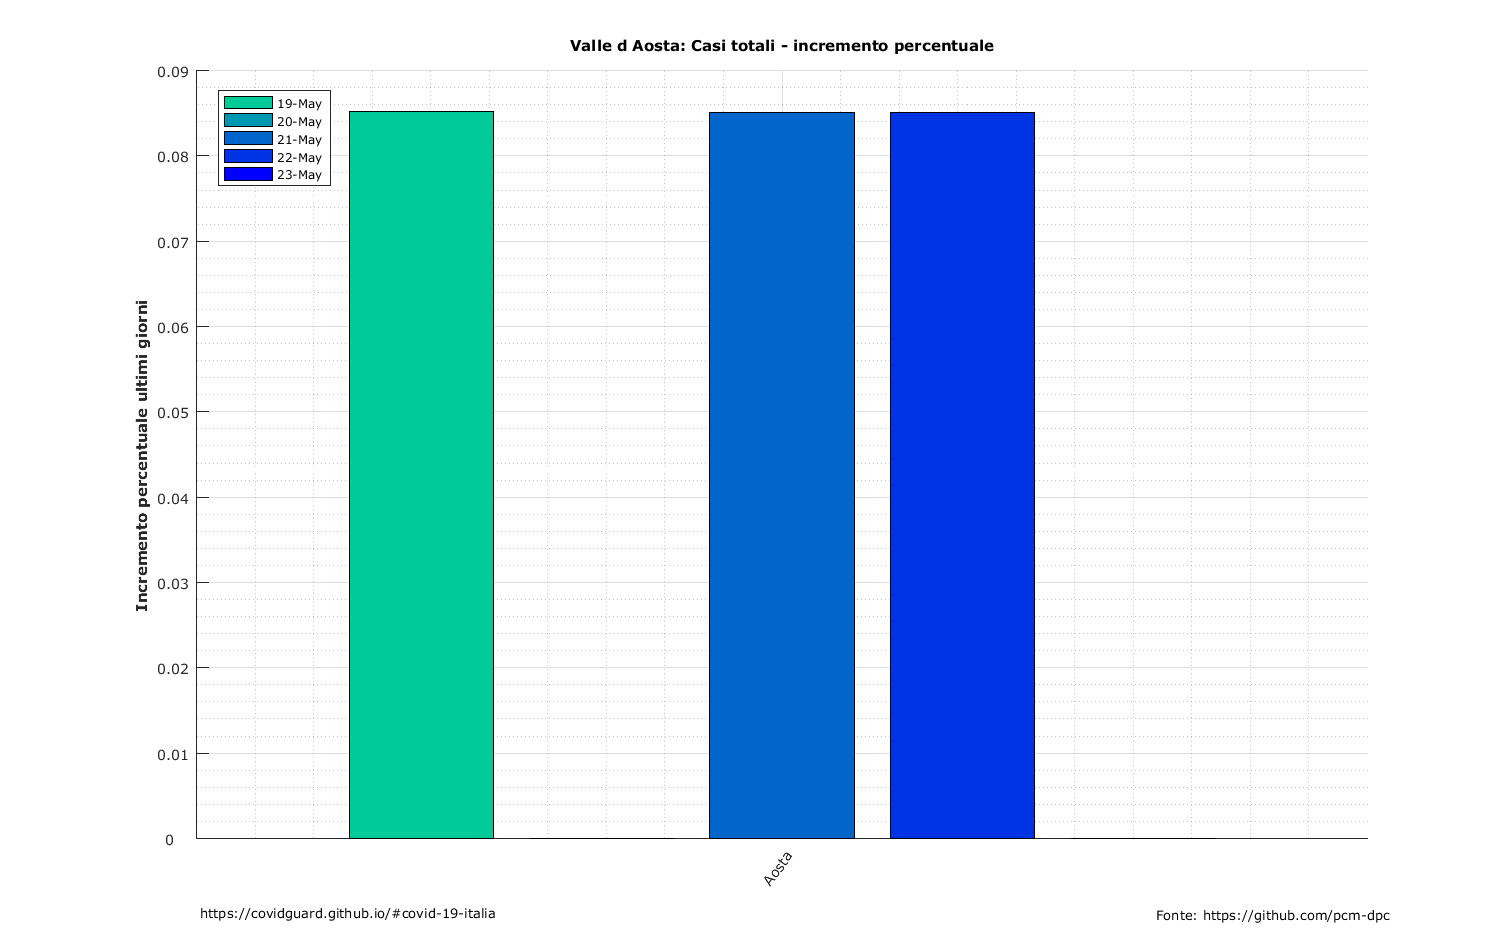 Valle d Aosta: Casi totali - incremento percentuale
0.09
0.08
0.07
0.06
0.05
0.04
0.03
0.02
0.01
0
Incremento percentuale ultimi giorni
19-May
20-May
21-May
22-May
23-May
Aosta
https://covidguard.github.io/#covid-19-italia
Fonte: https://github.com/pcm-dpc